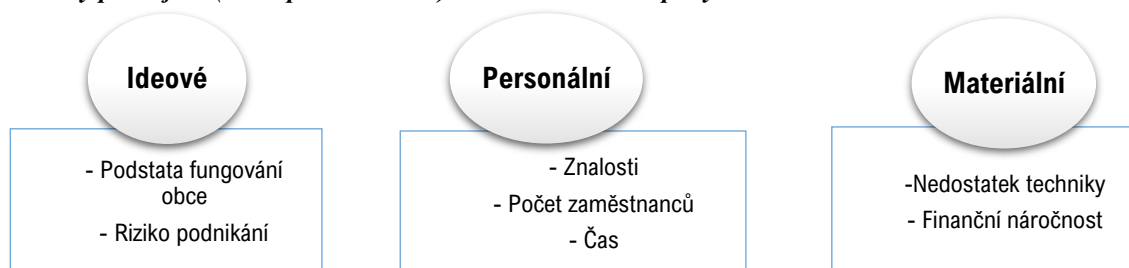 Ideové
- Podstata fungování
obce
- Riziko podnikání
Personální
- Znalosti
- Počet zaměstnanců
- Čas
Materiální
-Nedostatek techniky
- Finanční náročnost